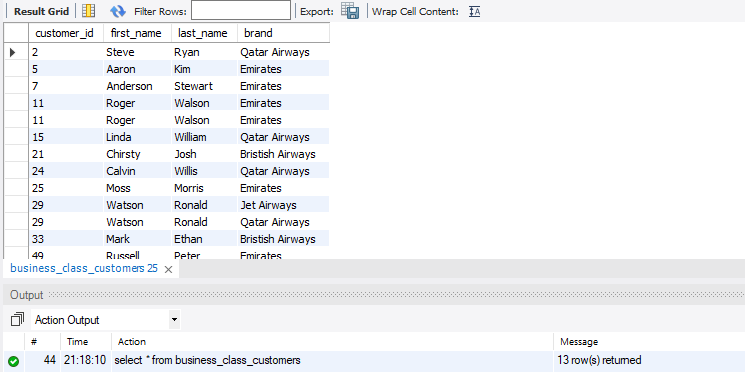 Result Grid Filter Rows: Export: Wrap Cell Content:
customer_id first_name last_name brand
2 Steve Ryan Qatar Airways
5 Aaron Kim Emirates
7 Anderson Stewart Emirates
11 Roger Walson Emirates
11 Roger Walson Emirates
15 Linda William Qatar Airways
21 Chirsty Josh Bristish Airways
24 Calvin Willis Qatar Airways
25 Moss Morris Emirates
29 Watson Ronald Jet Airways
29 Watson Ronald Qatar Airways
33 Mark Ethan Bristish Airways
49 Russell Peter Emirates
business_class_customers 25
Output
Action Output
# Time Action Message
44 21:18:10 select * from business_class_customers 13 row(s) returned